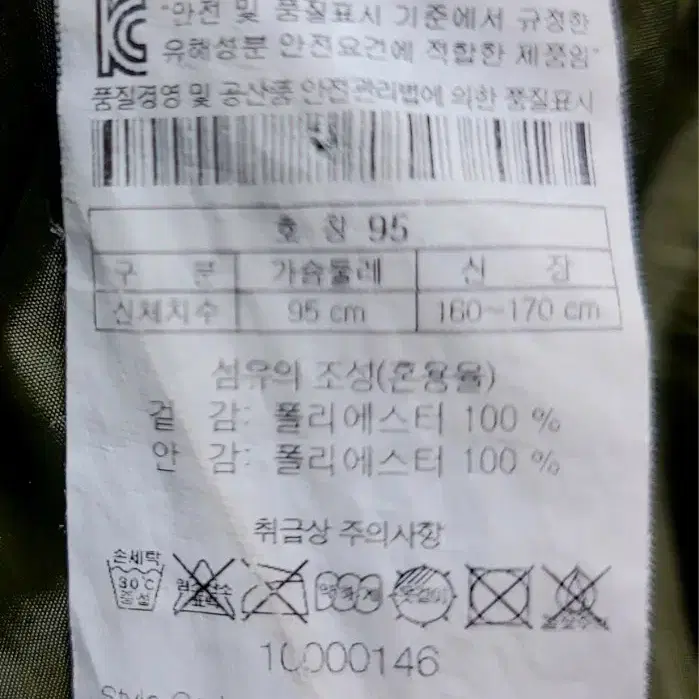 "안전 및 품질표시 기준에서 규정한
유해성분 안전요건에 적합한 제품임"
품질경영 및 공산품 안전관리법에 의한 품질표시
호 칭 95
구 분 가슴둘레 신 장
신체치수 95 cm 160~170 cm
섬유의 조성(혼용율)
겉 감: 폴리에스터 100 %
안 감: 폴리에스터 100 %
취급상 주의사항
손세탁
30℃
중성
옷걸이
10000146